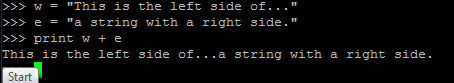 >>> w = "This is the left side of..."
>>> e = "a string with a right side."
>>> print w + e
This is the left side of...a string with a right side.
Start